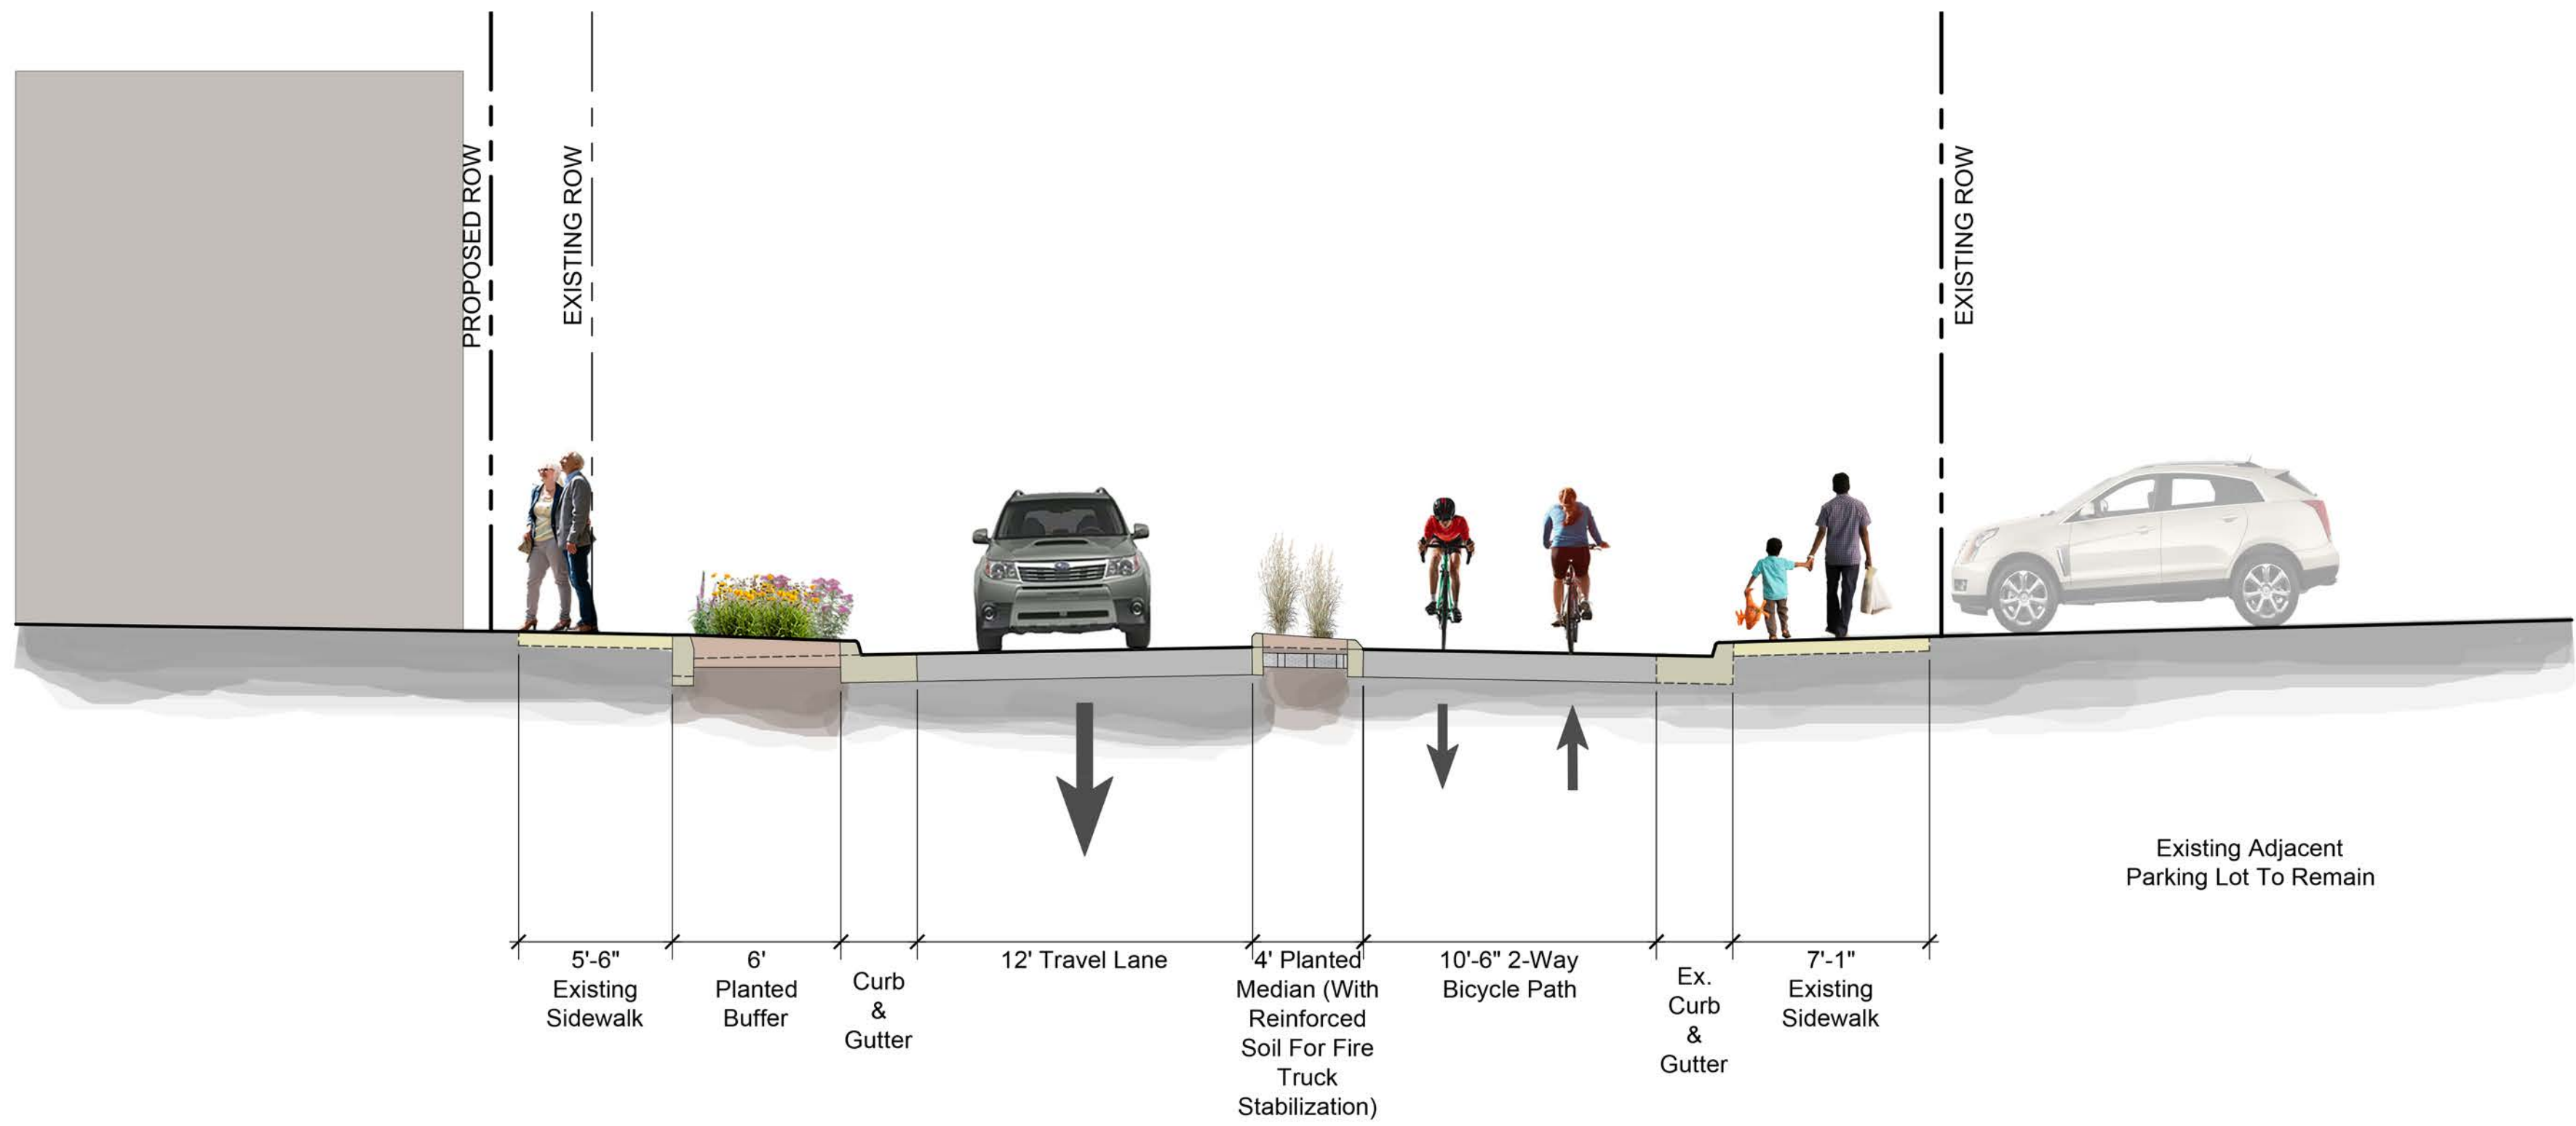 PROPOSED ROW
EXISTING ROW
EXISTING ROW
Existing Adjacent
Parking Lot To Remain
5'-6"
Existing
Sidewalk
6'
Planted
Buffer
Curb
&
Gutter
12' Travel Lane
4' Planted
Median (With
Reinforced
Soil For Fire
Truck
Stabilization)
10'-6" 2-Way
Bicycle Path
Ex.
Curb
&
Gutter
7'-1"
Existing
Sidewalk